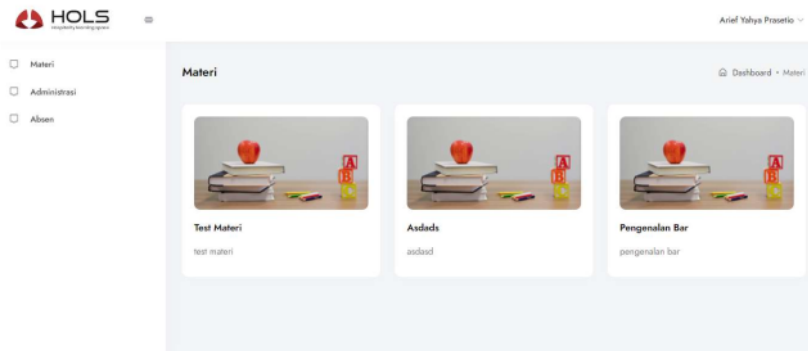 HOLS
Arief Yahya Prasetio
Materi
Administrasi
Absen
Materi
Dashboard • Materi
A
B
Test Materi
test materi
A
B
Asdads
asdasd
A
B
Pengenalan Bar
pengenalan bar